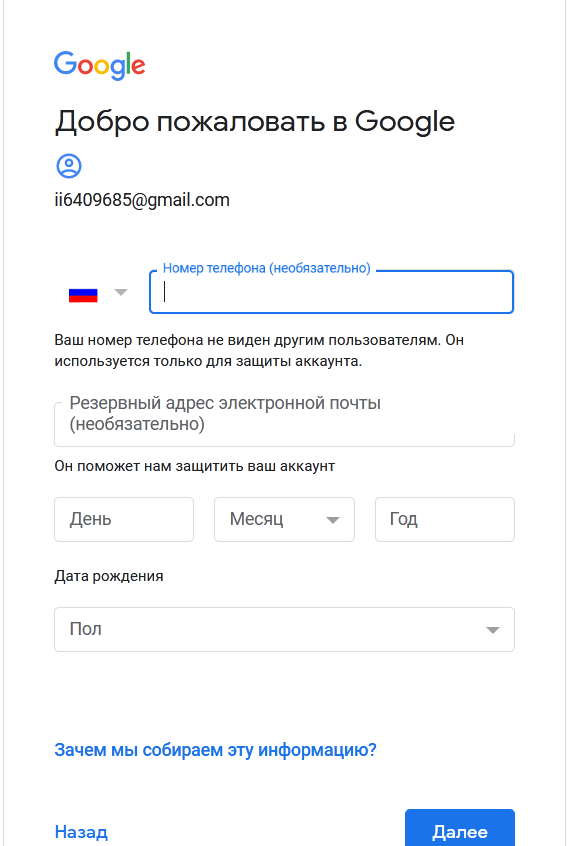 Google
Добро пожаловать в Google
ii6409685@gmail.com
Номер телефона (необязательно)
Ваш номер телефона не виден другим пользователям. Он
используется только для защиты аккаунта.
Резервный адрес электронной почты
(необязательно)
Он поможет нам защитить ваш аккаунт
День
Месяц
Год
Дата рождения
Пол
Зачем мы собираем эту информацию?
Назад
Далее